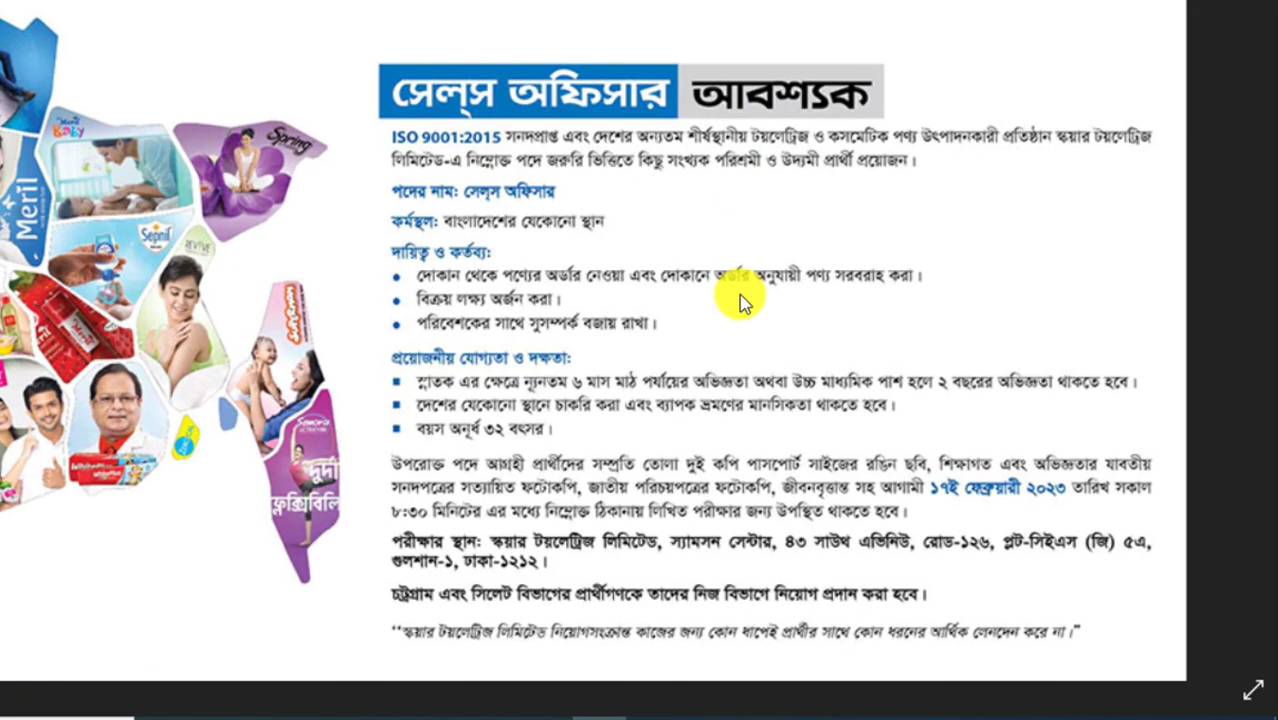 সেল্‌স অফিসার আবশ্যক
ISO 9001:2015 সনদপ্রাপ্ত এবং দেশের অন্যতম শীর্ষস্থানীয় টয়লেট্রিজ ও কসমেটিক পণ্য উৎপাদনকারী প্রতিষ্ঠান স্কয়ার টয়লেট্রিজ
লিমিটেড-এ নিম্নোক্ত পদে জরুরি ভিত্তিতে কিছু সংখ্যক পরিশ্রমী ও উদ্যমী প্রার্থী প্রয়োজন।
পদের নাম: সেল্‌স অফিসার
কর্মস্থল: বাংলাদেশের যেকোনো স্থান
দায়িত্ব ও কর্তব্য:
• দোকান থেকে পণ্যের অর্ডার নেওয়া এবং দোকানে অর্ডার অনুযায়ী পণ্য সরবরাহ করা।
• বিক্রয় লক্ষ্য অর্জন করা।
• পরিবেশকের সাথে সুসম্পর্ক বজায় রাখা।
প্রয়োজনীয় যোগ্যতা ও দক্ষতা:
▪ স্নাতক এর ক্ষেত্রে ন্যূনতম ৬ মাস মাঠ পর্যায়ের অভিজ্ঞতা অথবা উচ্চ মাধ্যমিক পাশ হলে ২ বছরের অভিজ্ঞতা থাকতে হবে।
▪ দেশের যেকোনো স্থানে চাকরি করা এবং ব্যাপক ভ্রমণের মানসিকতা থাকতে হবে।
▪ বয়স অনূর্ধ ৩২ বৎসর।
উপরোক্ত পদে আগ্রহী প্রার্থীদের সম্প্রতি তোলা দুই কপি পাসপোর্ট সাইজের রঙিন ছবি, শিক্ষাগত এবং অভিজ্ঞতার যাবতীয়
সনদপত্রের সত্যায়িত ফটোকপি, জাতীয় পরিচয়পত্রের ফটোকপি, জীবনবৃত্তান্ত সহ আগামী ১৭ই ফেব্রুয়ারী ২০২৩ তারিখ সকাল
৮:৩০ মিনিটের এর মধ্যে নিম্নোক্ত ঠিকানায় লিখিত পরীক্ষার জন্য উপস্থিত থাকতে হবে।
পরীক্ষার স্থান: স্কয়ার টয়লেট্রিজ লিমিটেড, স্যামসন সেন্টার, ৪৩ সাউথ এভিনিউ, রোড-১২৬, প্লট-সিইএস (জি) ৫এ,
গুলশান-১, ঢাকা-১২১২।
চট্টগ্রাম এবং সিলেট বিভাগের প্রার্থীগণকে তাদের নিজ বিভাগে নিয়োগ প্রদান করা হবে।
‘‘স্কয়ার টয়লেট্রিজ লিমিটেড নিয়োগসংক্রান্ত কাজের জন্য কোন ধাপেই প্রার্থীর সাথে কোন ধরনের আর্থিক লেনদেন করে না।”
Meril
Baby
Spring
Meril
Sepnil
REVIVE
Meril
Senora